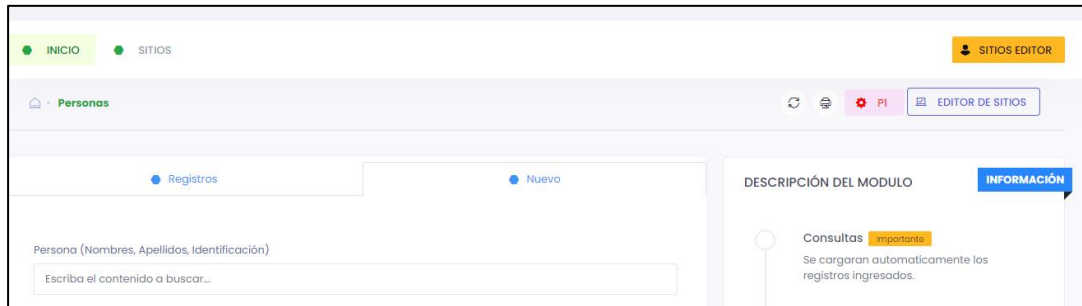 INICIO SITIOS SITIOS EDITOR
Personas P1 EDITOR DE SITIOS
Registros Nuevo
DESCRIPCIÓN DEL MODULO INFORMACIÓN
Persona (Nombres, Apellidos, Identificación)
Escriba el contenido a buscar...
Consultas Importante
Se cargaran automaticamente los
registros ingresados.